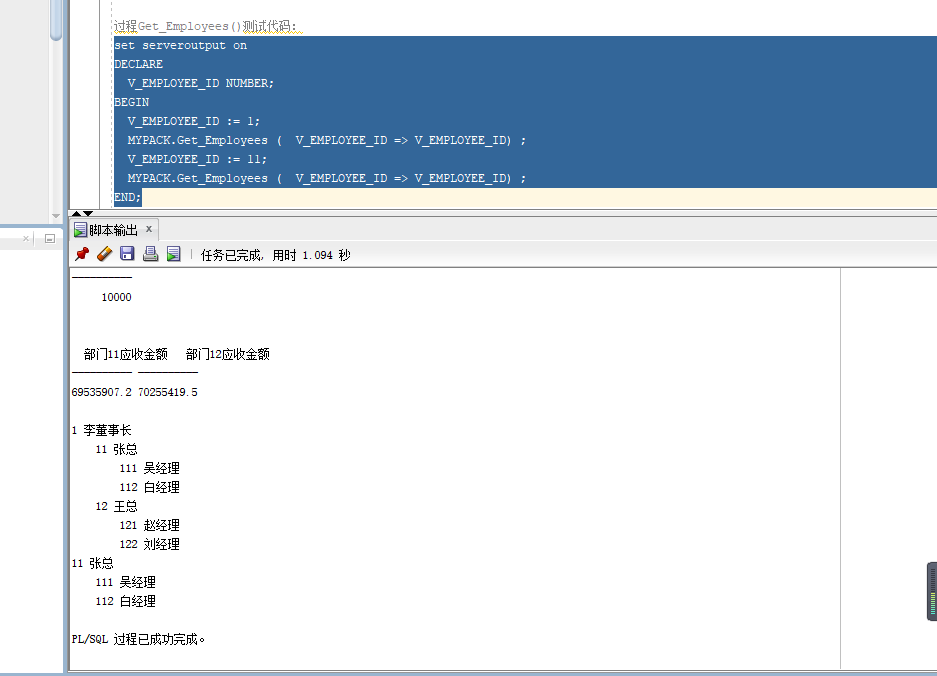 过程Get_Employees()测试代码:
set serveroutput on
DECLARE
  V_EMPLOYEE_ID NUMBER;
BEGIN
  V_EMPLOYEE_ID := 1;
  MYPACK.Get_Employees (  V_EMPLOYEE_ID => V_EMPLOYEE_ID) ;
  V_EMPLOYEE_ID := 11;
  MYPACK.Get_Employees (  V_EMPLOYEE_ID => V_EMPLOYEE_ID) ;
END;
脚本输出 x
任务已完成, 用时 1.094 秒
----------
10000
部门11应收金额 部门12应收金额
---------- ----------
69535907.2 70255419.5
1 李董事长
    11 张总
        111 吴经理
        112 白经理
    12 王总
        121 赵经理
        122 刘经理
11 张总
    111 吴经理
    112 白经理
PL/SQL 过程已成功完成。